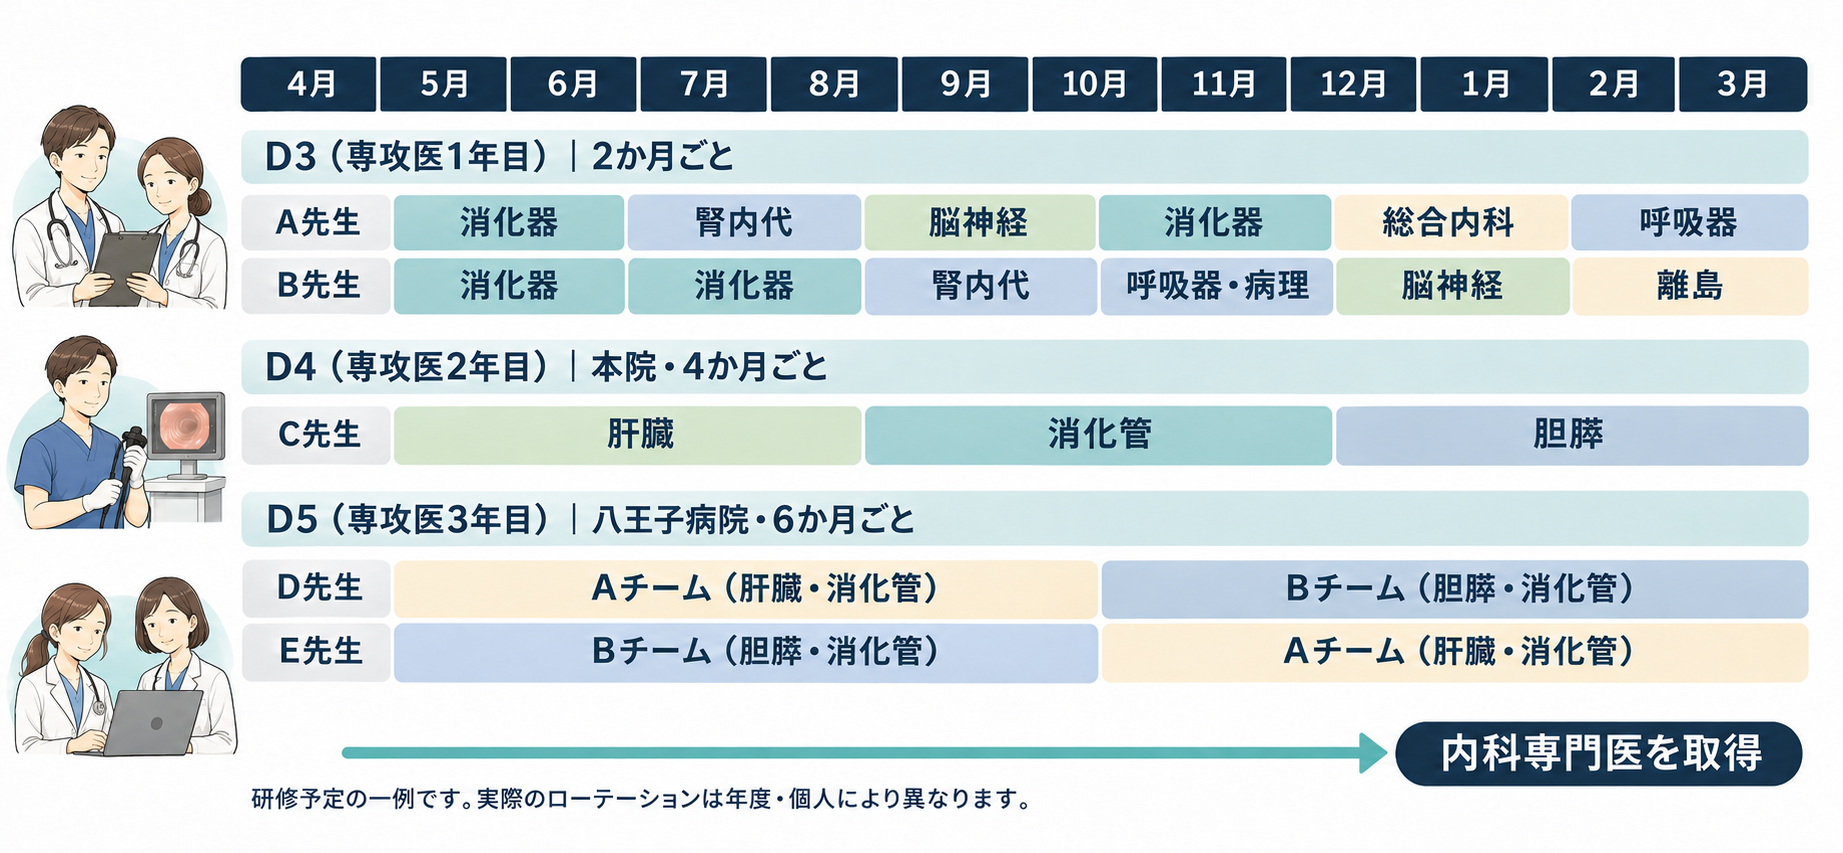 4月 5月 6月 7月 8月 9月 10月 11月 12月 1月 2月 3月
D3（専攻医1年目）｜2か月ごと
A先生 消化器 腎内代 脳神経 消化器 総合内科 呼吸器
B先生 消化器 消化器 腎内代 呼吸器・病理 脳神経 離島
D4（専攻医2年目）｜本院・4か月ごと
C先生 肝臓 消化管 胆膵
D5（専攻医3年目）｜八王子病院・6か月ごと
D先生 Aチーム（肝臓・消化管） Bチーム（胆膵・消化管）
E先生 Bチーム（胆膵・消化管） Aチーム（肝臓・消化管）
内科専門医を取得
研修予定の一例です。実際のローテーションは年度・個人により異なります。